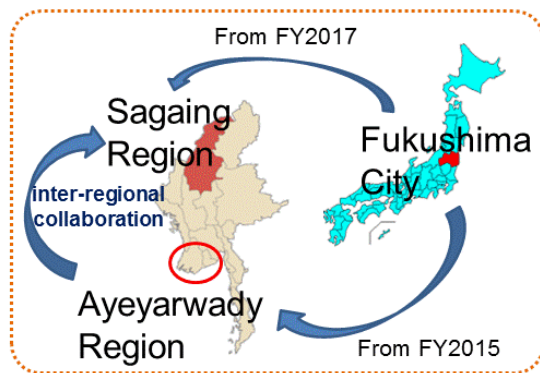 From FY2017
Sagaing
Region
Fukushima
City
inter-regional
collaboration
Ayeyarwady
Region
From FY2015